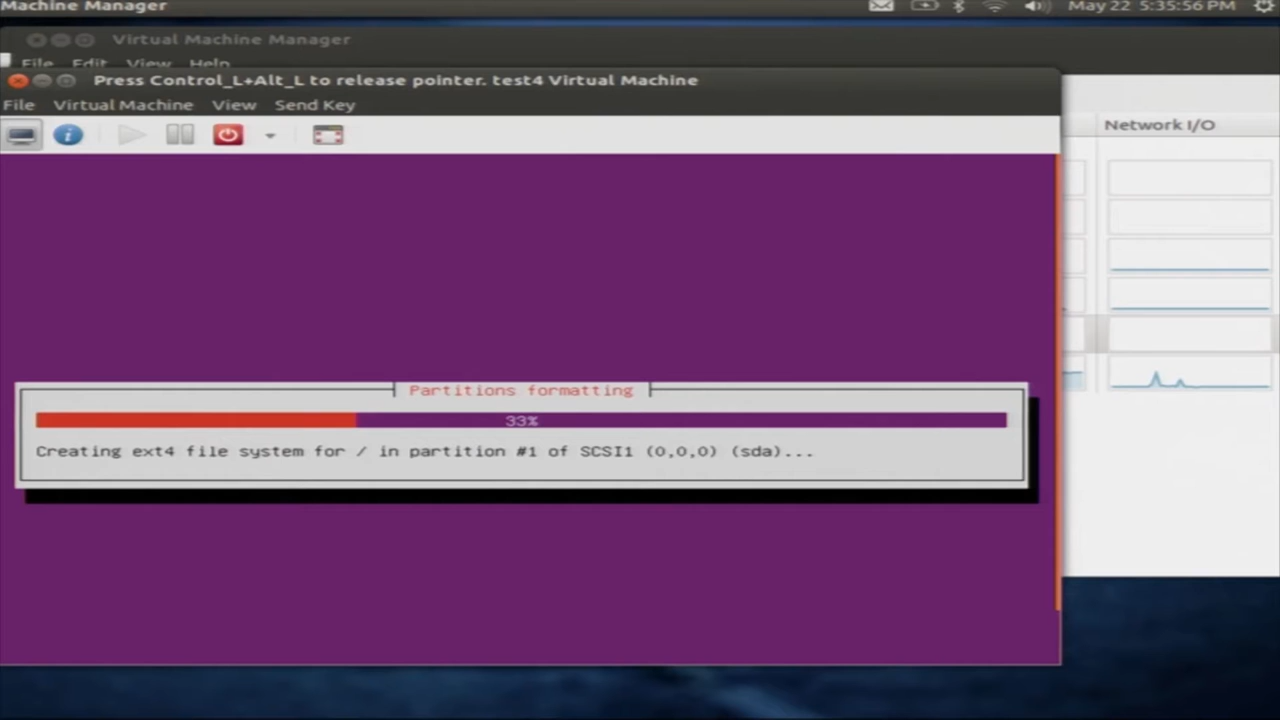 Machine Manager
May 22 5:35:56 PM
Virtual Machine Manager
File Edit View Help
Press Control_L+Alt_L to release pointer. test4 Virtual Machine
File Virtual Machine View Send Key
Network I/O
Partitions formatting
33%
Creating ext4 file system for / in partition #1 of SCSI1 (0,0,0) (sda)...